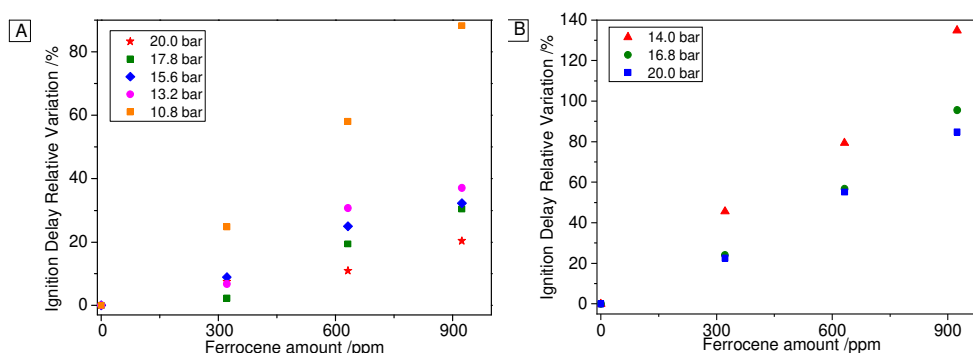 A
Ignition Delay Relative Variation /%
80
60
40
20
0
20.0 bar
17.8 bar
15.6 bar
13.2 bar
10.8 bar
0
300
600
900
Ferrocene amount /ppm
B
Ignition Delay Relative Variation /%
140
120
100
80
60
40
20
0
14.0 bar
16.8 bar
20.0 bar
0
300
600
900
Ferrocene amount /ppm